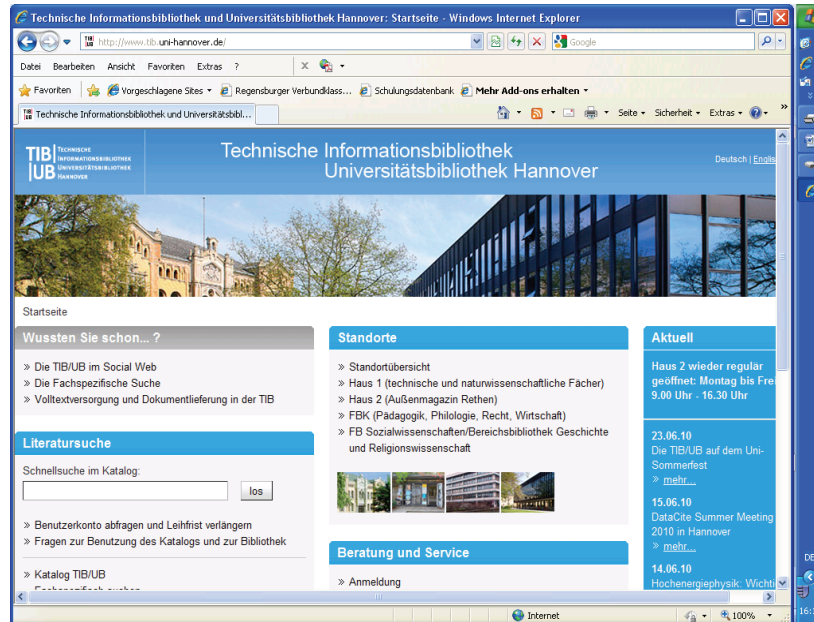 Technische Informationsbibliothek und Universitätsbibliothek Hannover: Startseite - Windows Internet Explorer
http://www.tib.uni-hannover.de/
Google
Datei Bearbeiten Ansicht Favoriten Extras ?
Favoriten Vorgeschlagene Sites Regensburger Verbundklass... Schulungsdatenbank Mehr Add-ons erhalten
Technische Informationsbibliothek und Universitätsbibl...
Seite Sicherheit Extras
TIB TECHNISCHE
INFORMATIONSBIBLIOTHEK
UB UNIVERSITÄTSBIBLIOTHEK
HANNOVER
Technische Informationsbibliothek
Universitätsbibliothek Hannover
Deutsch | Englis
Startseite
Wussten Sie schon... ?
» Die TIB/UB im Social Web
» Die Fachspezifische Suche
» Volltextversorgung und Dokumentlieferung in der TIB
Literatursuche
Schnellsuche im Katalog:
los
» Benutzerkonto abfragen und Leihfrist verlängern
» Fragen zur Benutzung des Katalogs und zur Bibliothek
» Katalog TIB/UB
Standorte
» Standortübersicht
» Haus 1 (technische und naturwissenschaftliche Fächer)
» Haus 2 (Außenmagazin Rethen)
» FBK (Pädagogik, Philologie, Recht, Wirtschaft)
» FB Sozialwissenschaften/Bereichsbibliothek Geschichte
und Religionswissenschaft
Beratung und Service
» Anmeldung
Aktuell
Haus 2 wieder regulär
geöffnet: Montag bis Frei
9.00 Uhr - 16.30 Uhr
23.06.10
Die TIB/UB auf dem Uni-
Sommerfest
» mehr...
15.06.10
DataCite Summer Meeting
2010 in Hannover
» mehr...
14.06.10
Hochenergiephysik: Wichti
Internet
100%
DE